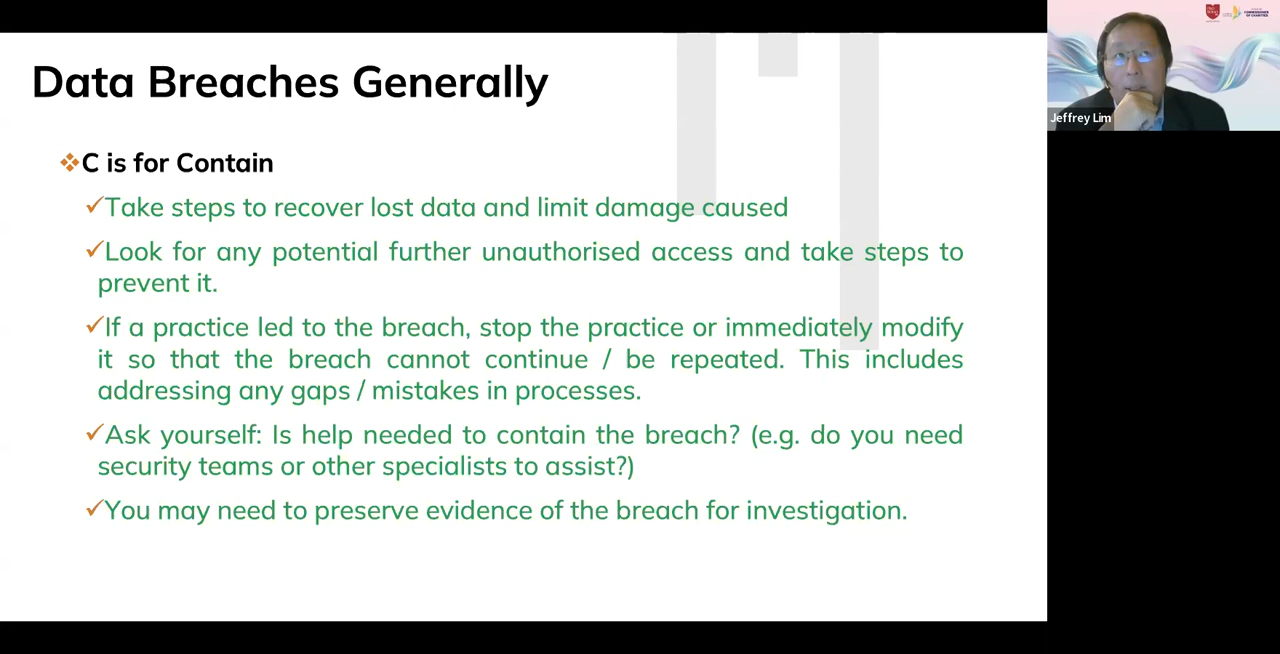 Data Breaches Generally
C is for Contain
Take steps to recover lost data and limit damage caused
Look for any potential further unauthorised access and take steps to
prevent it.
If a practice led to the breach, stop the practice or immediately modify
it so that the breach cannot continue / be repeated. This includes
addressing any gaps / mistakes in processes.
Ask yourself: Is help needed to contain the breach? (e.g. do you need
security teams or other specialists to assist?)
You may need to preserve evidence of the breach for investigation.
COMMISSIONER
OF CHARITIES
Jeffrey Lim